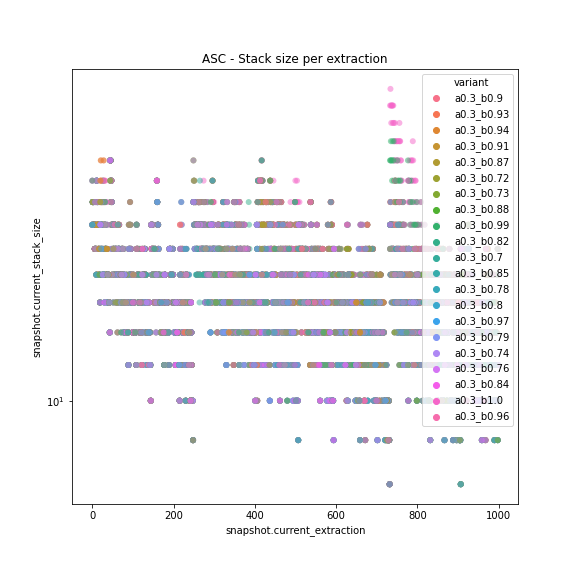 ASC - Stack size per extraction
snapshot.current_stack_size
10¹
variant
a0.3_b0.9
a0.3_b0.93
a0.3_b0.94
a0.3_b0.91
a0.3_b0.87
a0.3_b0.72
a0.3_b0.73
a0.3_b0.88
a0.3_b0.99
a0.3_b0.82
a0.3_b0.7
a0.3_b0.85
a0.3_b0.78
a0.3_b0.8
a0.3_b0.97
a0.3_b0.79
a0.3_b0.74
a0.3_b0.76
a0.3_b0.84
a0.3_b1.0
a0.3_b0.96
0 200 400 600 800 1000
snapshot.current_extraction